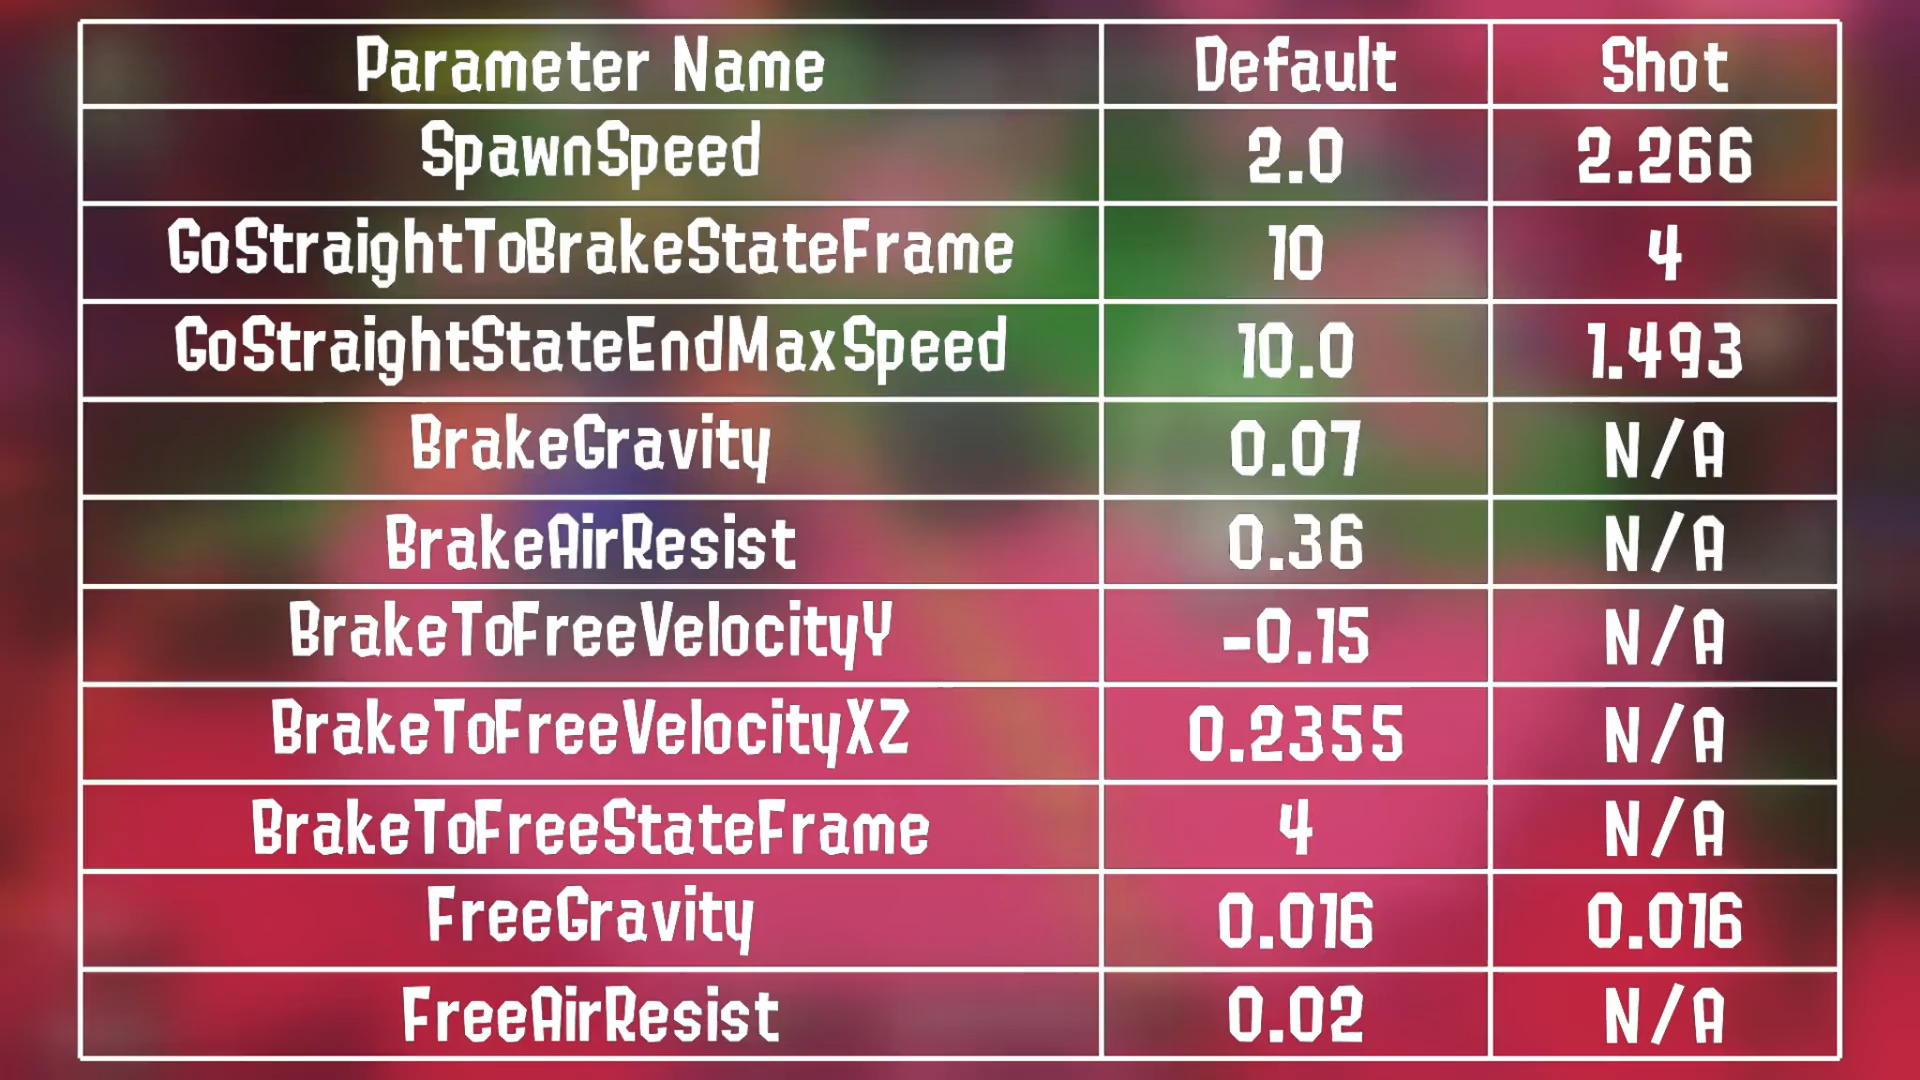 Parameter Name Default Shot
SpawnSpeed 2.0 2.266
GoStraightToBrakeStateFrame 10 4
GoStraightStateEndMaxSpeed 10.0 1.493
BrakeGravity 0.07 N/A
BrakeAirResist 0.36 N/A
BrakeToFreeVelocityY -0.15 N/A
BrakeToFreeVelocityXZ 0.2355 N/A
BrakeToFreeStateFrame 4 N/A
FreeGravity 0.016 0.016
FreeAirResist 0.02 N/A